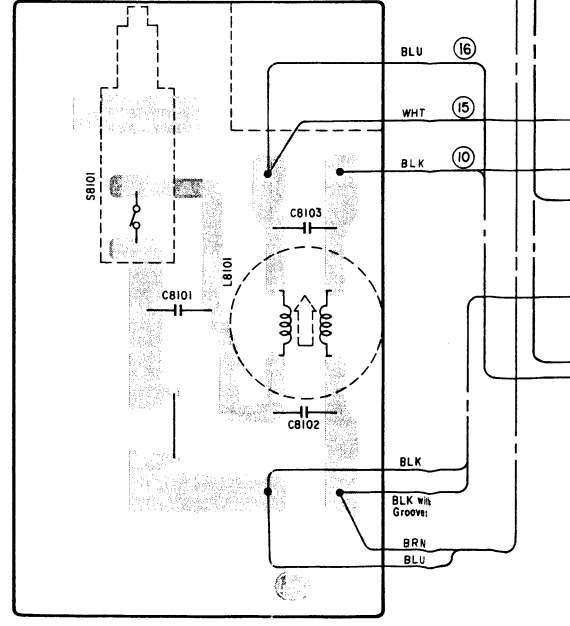 BLU 16
WHT 15
BLK 10
S8101
C8103
L8101
C8101
C8102
BLK
BLK with
Groove
BRN
BLU